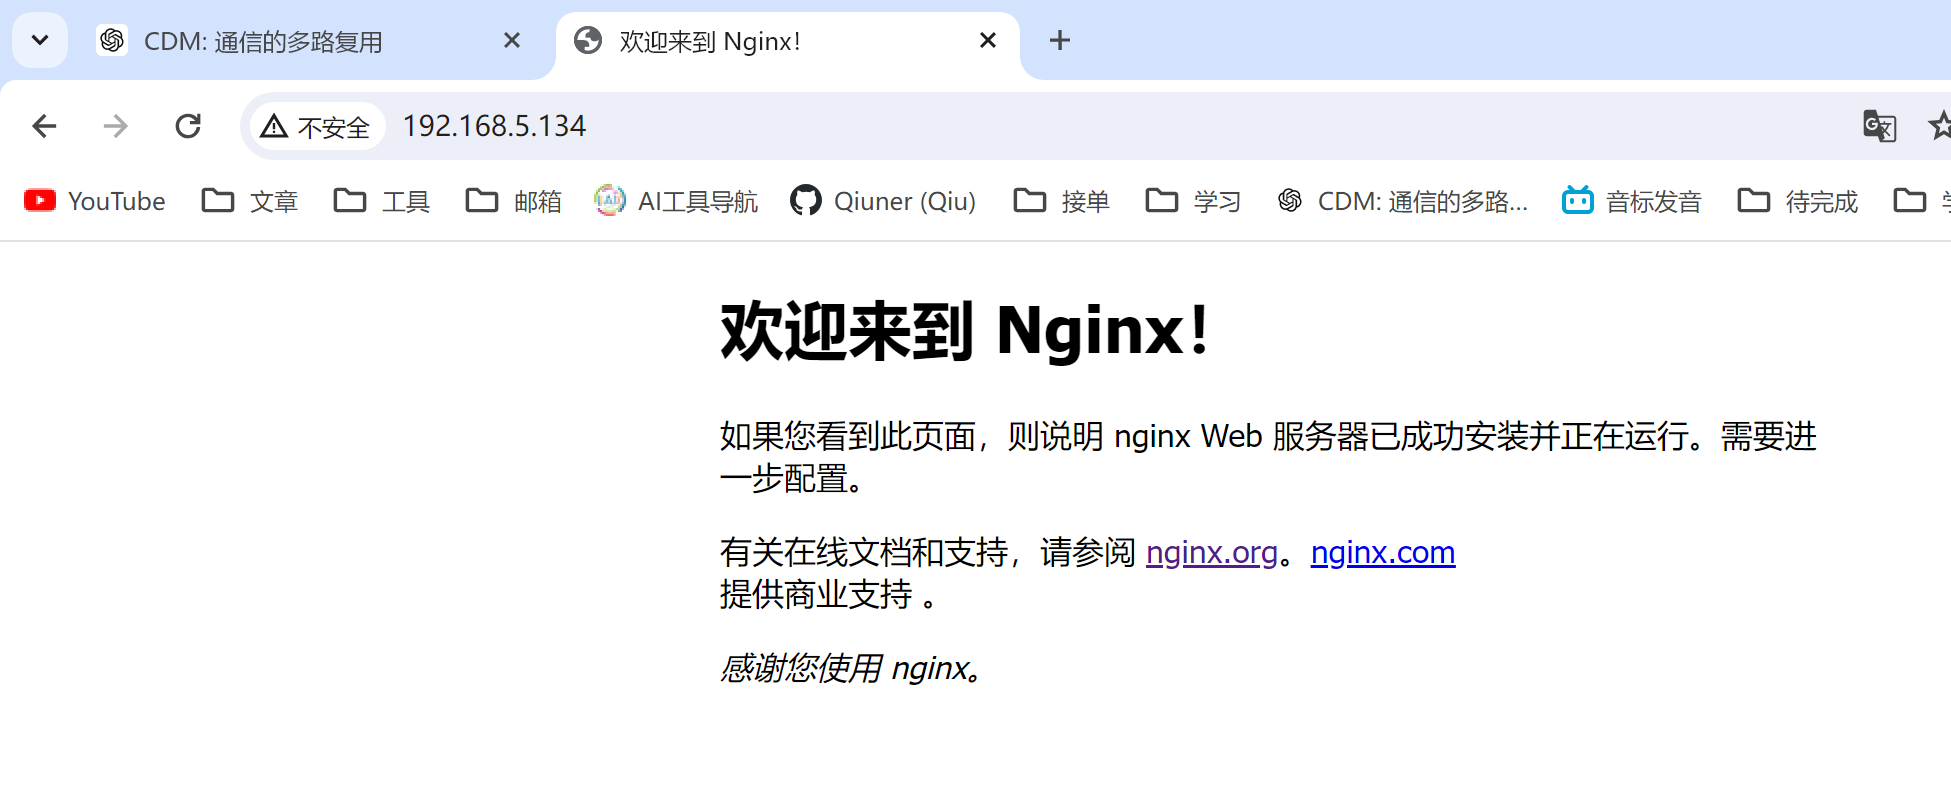 CDM: 通信的多路复用
欢迎来到 Nginx!
不安全 192.168.5.134
YouTube 文章 工具 邮箱 AI工具导航 Qiuner (Qiu) 接单 学习 CDM: 通信的多路... 音标发音 待完成
欢迎来到 Nginx!
如果您看到此页面，则说明 nginx Web 服务器已成功安装并正在运行。需要进
一步配置。
有关在线文档和支持，请参阅 nginx.org。nginx.com
提供商业支持 。
感谢您使用 nginx。